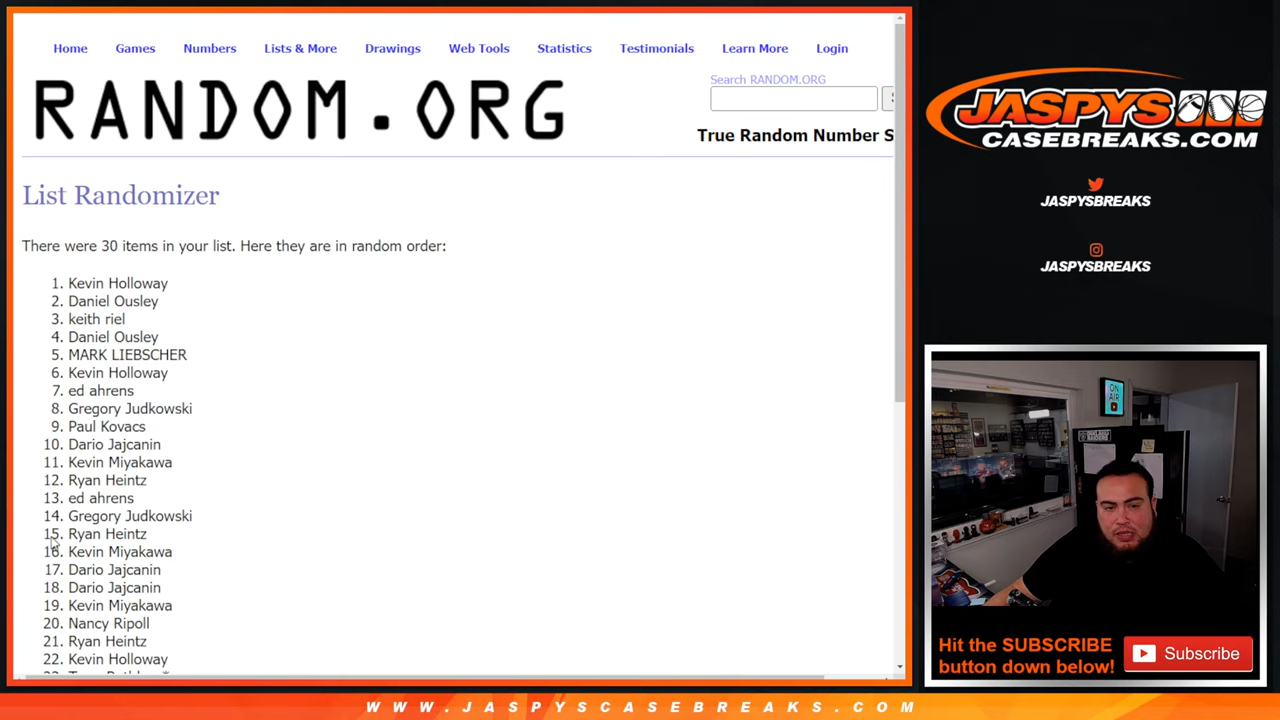 Home Games Numbers Lists & More Drawings Web Tools Statistics Testimonials Learn More Login
RANDOM.ORG
Search RANDOM.ORG
True Random Number S
List Randomizer
There were 30 items in your list. Here they are in random order:
1. Kevin Holloway
2. Daniel Ousley
3. keith riel
4. Daniel Ousley
5. MARK LIEBSCHER
6. Kevin Holloway
7. ed ahrens
8. Gregory Judkowski
9. Paul Kovacs
10. Dario Jajcanin
11. Kevin Miyakawa
12. Ryan Heintz
13. ed ahrens
14. Gregory Judkowski
15. Ryan Heintz
16. Kevin Miyakawa
17. Dario Jajcanin
18. Dario Jajcanin
19. Kevin Miyakawa
20. Nancy Ripoll
21. Ryan Heintz
22. Kevin Holloway
JASPYS
CASEBREAKS.COM
JASPYSBREAKS
JASPYSBREAKS
ON
AIR
Hit the SUBSCRIBE
button down below!
Subscribe
WWW.JASPYSCASEBREAKS.COM